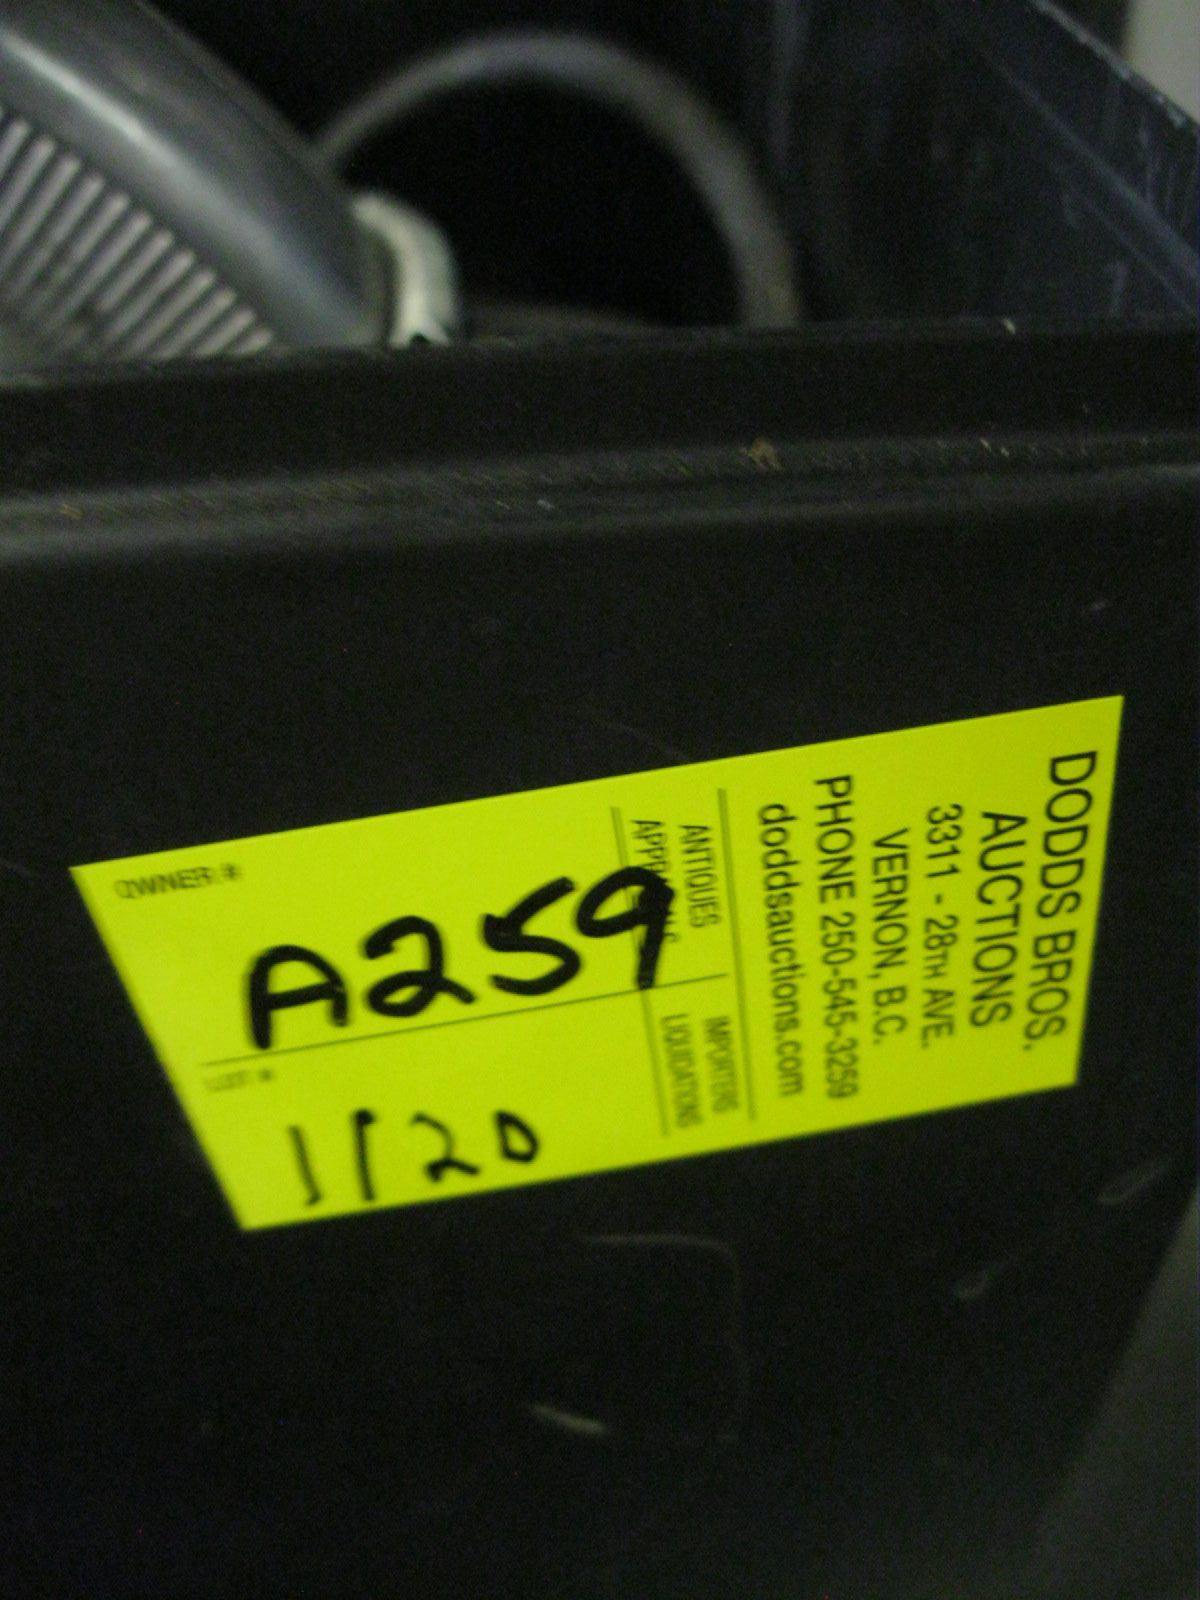 DODDS BROS.
AUCTIONS
3311 - 28TH AVE.
VERNON, B.C.
PHONE 250-545-3259
doddsauctions.com
ANTIQUES
IMPORTERS
LIQUIDATIONS
OWNER #
A259
LOT #
1120